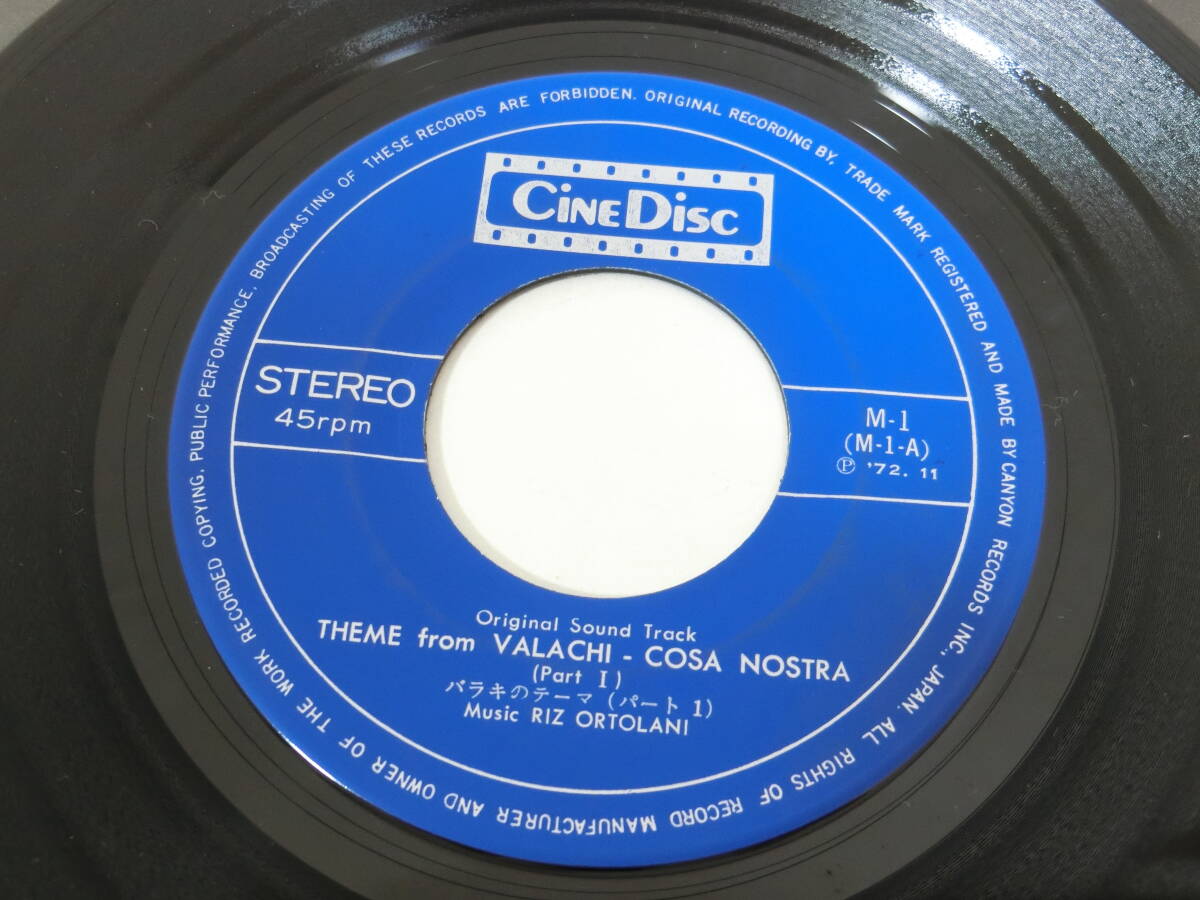 CINEDISC
STEREO
45rpm
M-1
(M-1-A)
Ⓟ '72. 11
Original Sound Track
THEME from VALACHI - COSA NOSTRA
(Part I)
バラキのテーマ (パート 1)
Music RIZ ORTOLANI
ORIGINAL RECORDING BY, TRADE MARK REGISTERED AND MADE BY CANYON RECORDS INC., JAPAN. ALL RIGHTS OF RECORD MANUFACTURER AND OWNER OF THE WORK RECORDED COPYING, PUBLIC PERFORMANCE, BROADCASTING OF THESE RECORDS ARE FORBIDDEN.